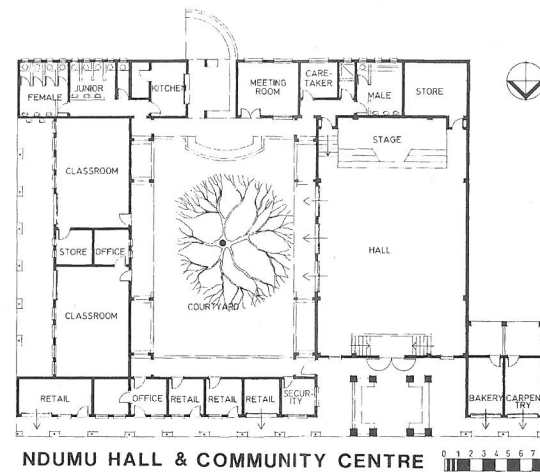 FEMALE
JUNIOR
KITCHEN
MEETING
ROOM
CARE-
TAKER
MALE
STORE
CLASSROOM
STAGE
STORE
OFFICE
HALL
COURTYARD
CLASSROOM
RETAIL
OFFICE
RETAIL
RETAIL
RETAIL
SECUR-
ITY
BAKERY
CARPEN
TRY
NDUMU HALL & COMMUNITY CENTRE
0 1 2 3 4 5 6 7